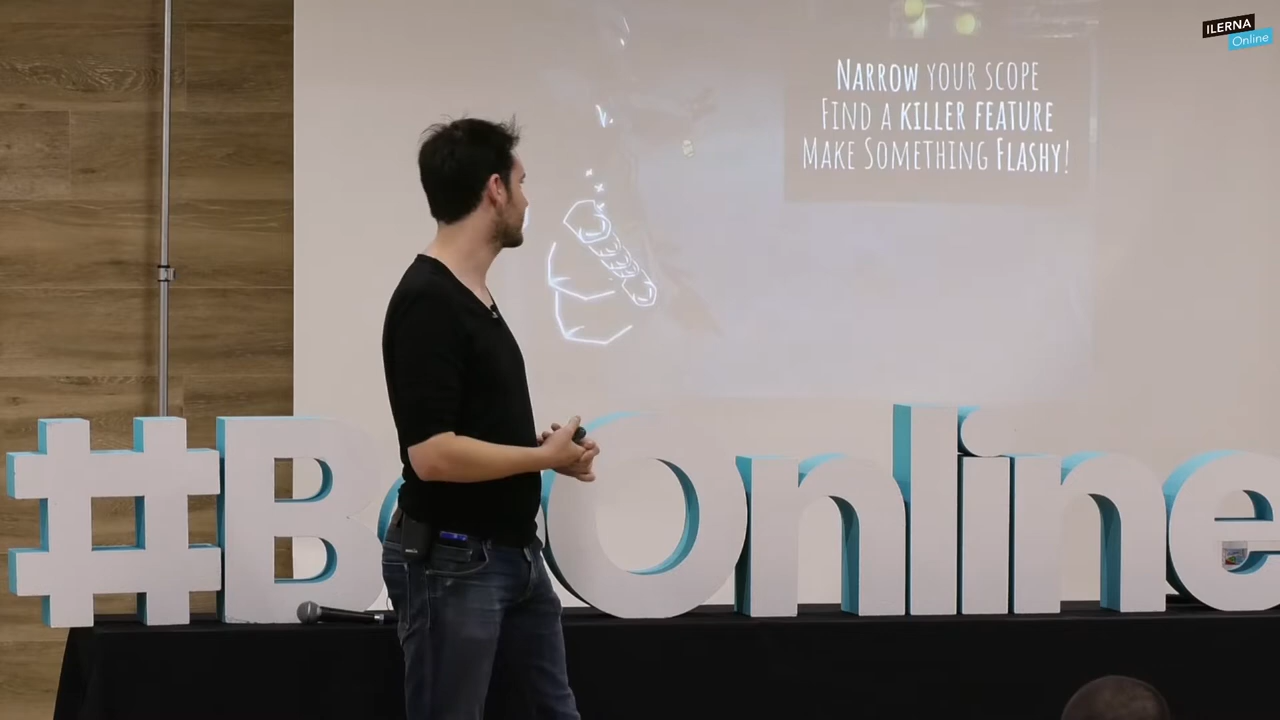 ILERNA
Online
NARROW YOUR SCOPE
FIND A KILLER FEATURE
MAKE SOMETHING FLASHY!
#BeOnline